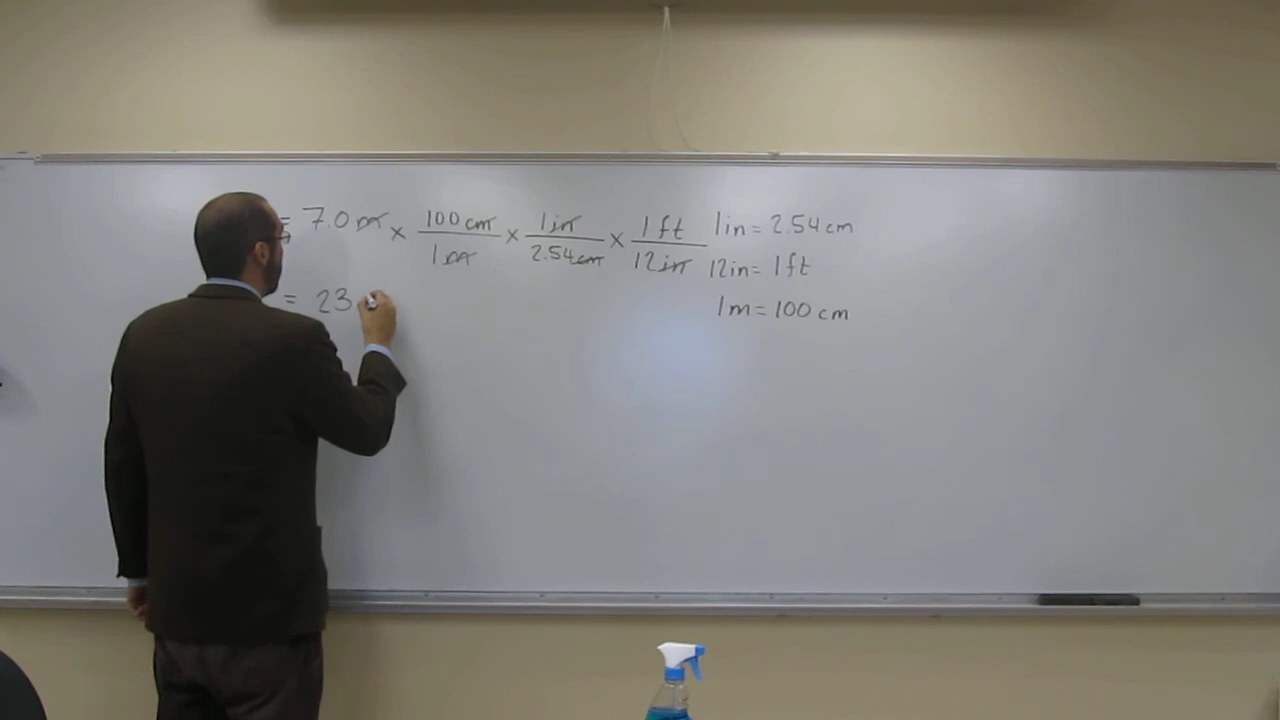 = 7.0 m × 100 cm / 1 m × 1 in / 2.54 cm × 1 ft / 12 in
= 23
1 in = 2.54 cm
12 in = 1 ft
1 m = 100 cm